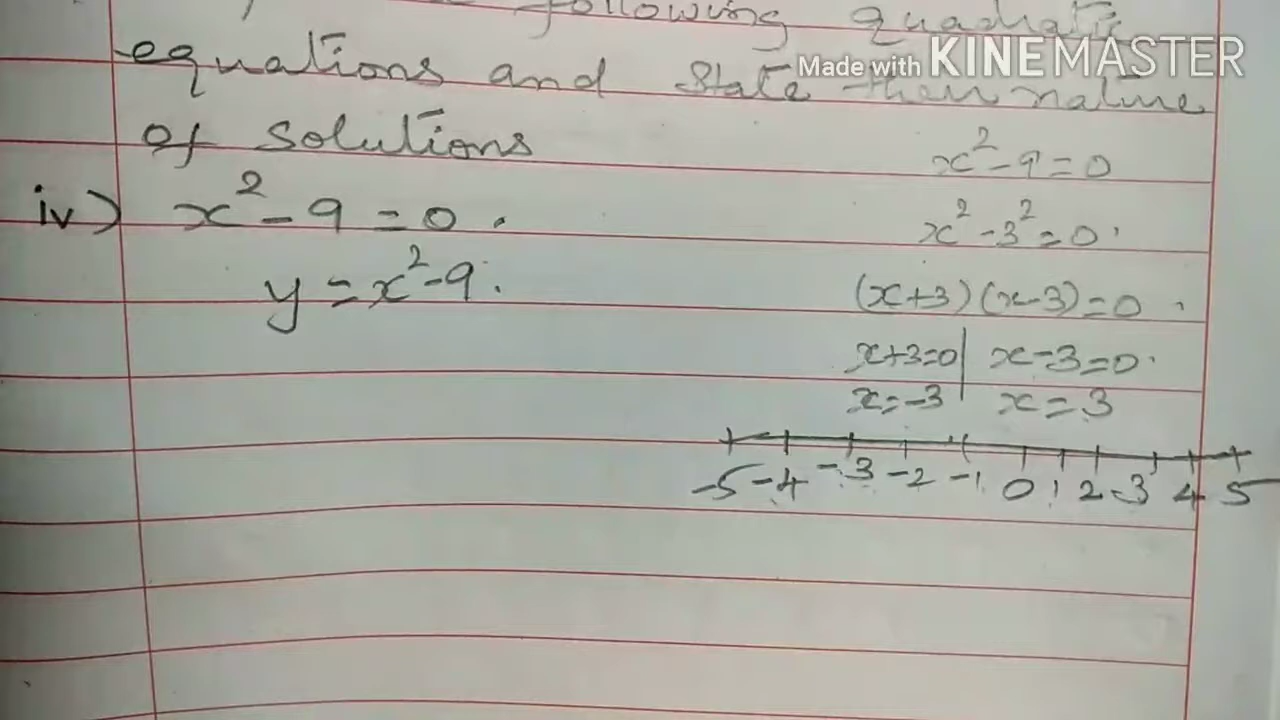 following quadratic
equations and state their nature
Made with KINEMASTER
of solutions
iv) x² - 9 = 0.
y = x² - 9.
x² - 9 = 0
x² - 3² = 0.
(x+3) (x-3) = 0.
x+3=0 | x-3=0.
x=-3 | x=3
-5 -4 -3 -2 -1 0 1 2 3 4 5